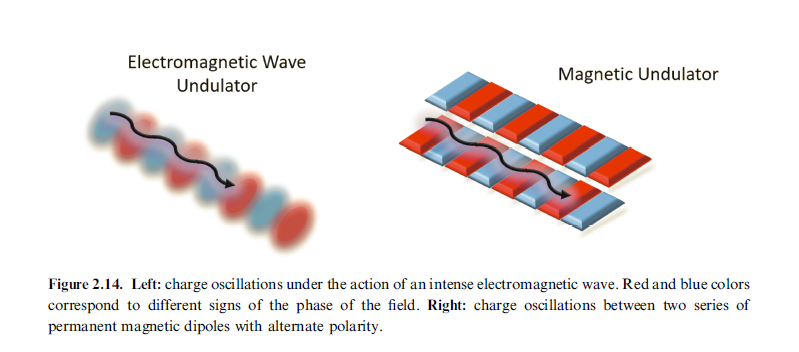 Electromagnetic Wave
Undulator
Magnetic Undulator
Figure 2.14. Left: charge oscillations under the action of an intense electromagnetic wave. Red and blue colors
correspond to different signs of the phase of the field. Right: charge oscillations between two series of
permanent magnetic dipoles with alternate polarity.